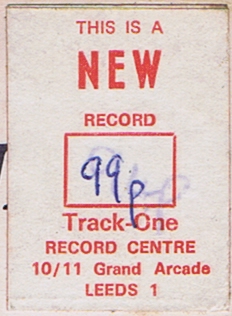 THIS IS A
NEW
RECORD
99p
Track-One
RECORD CENTRE
10/11 Grand Arcade
LEEDS 1